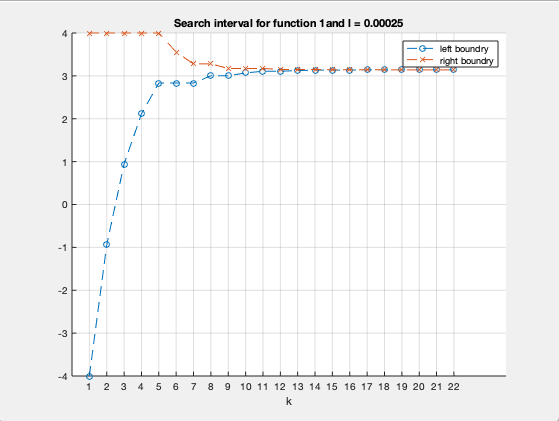 Search interval for function 1and l = 0.00025
left boundry
right boundry
4
3
2
1
0
-1
-2
-3
-4
1 2 3 4 5 6 7 8 9 10 11 12 13 14 15 16 17 18 19 20 21 22
k